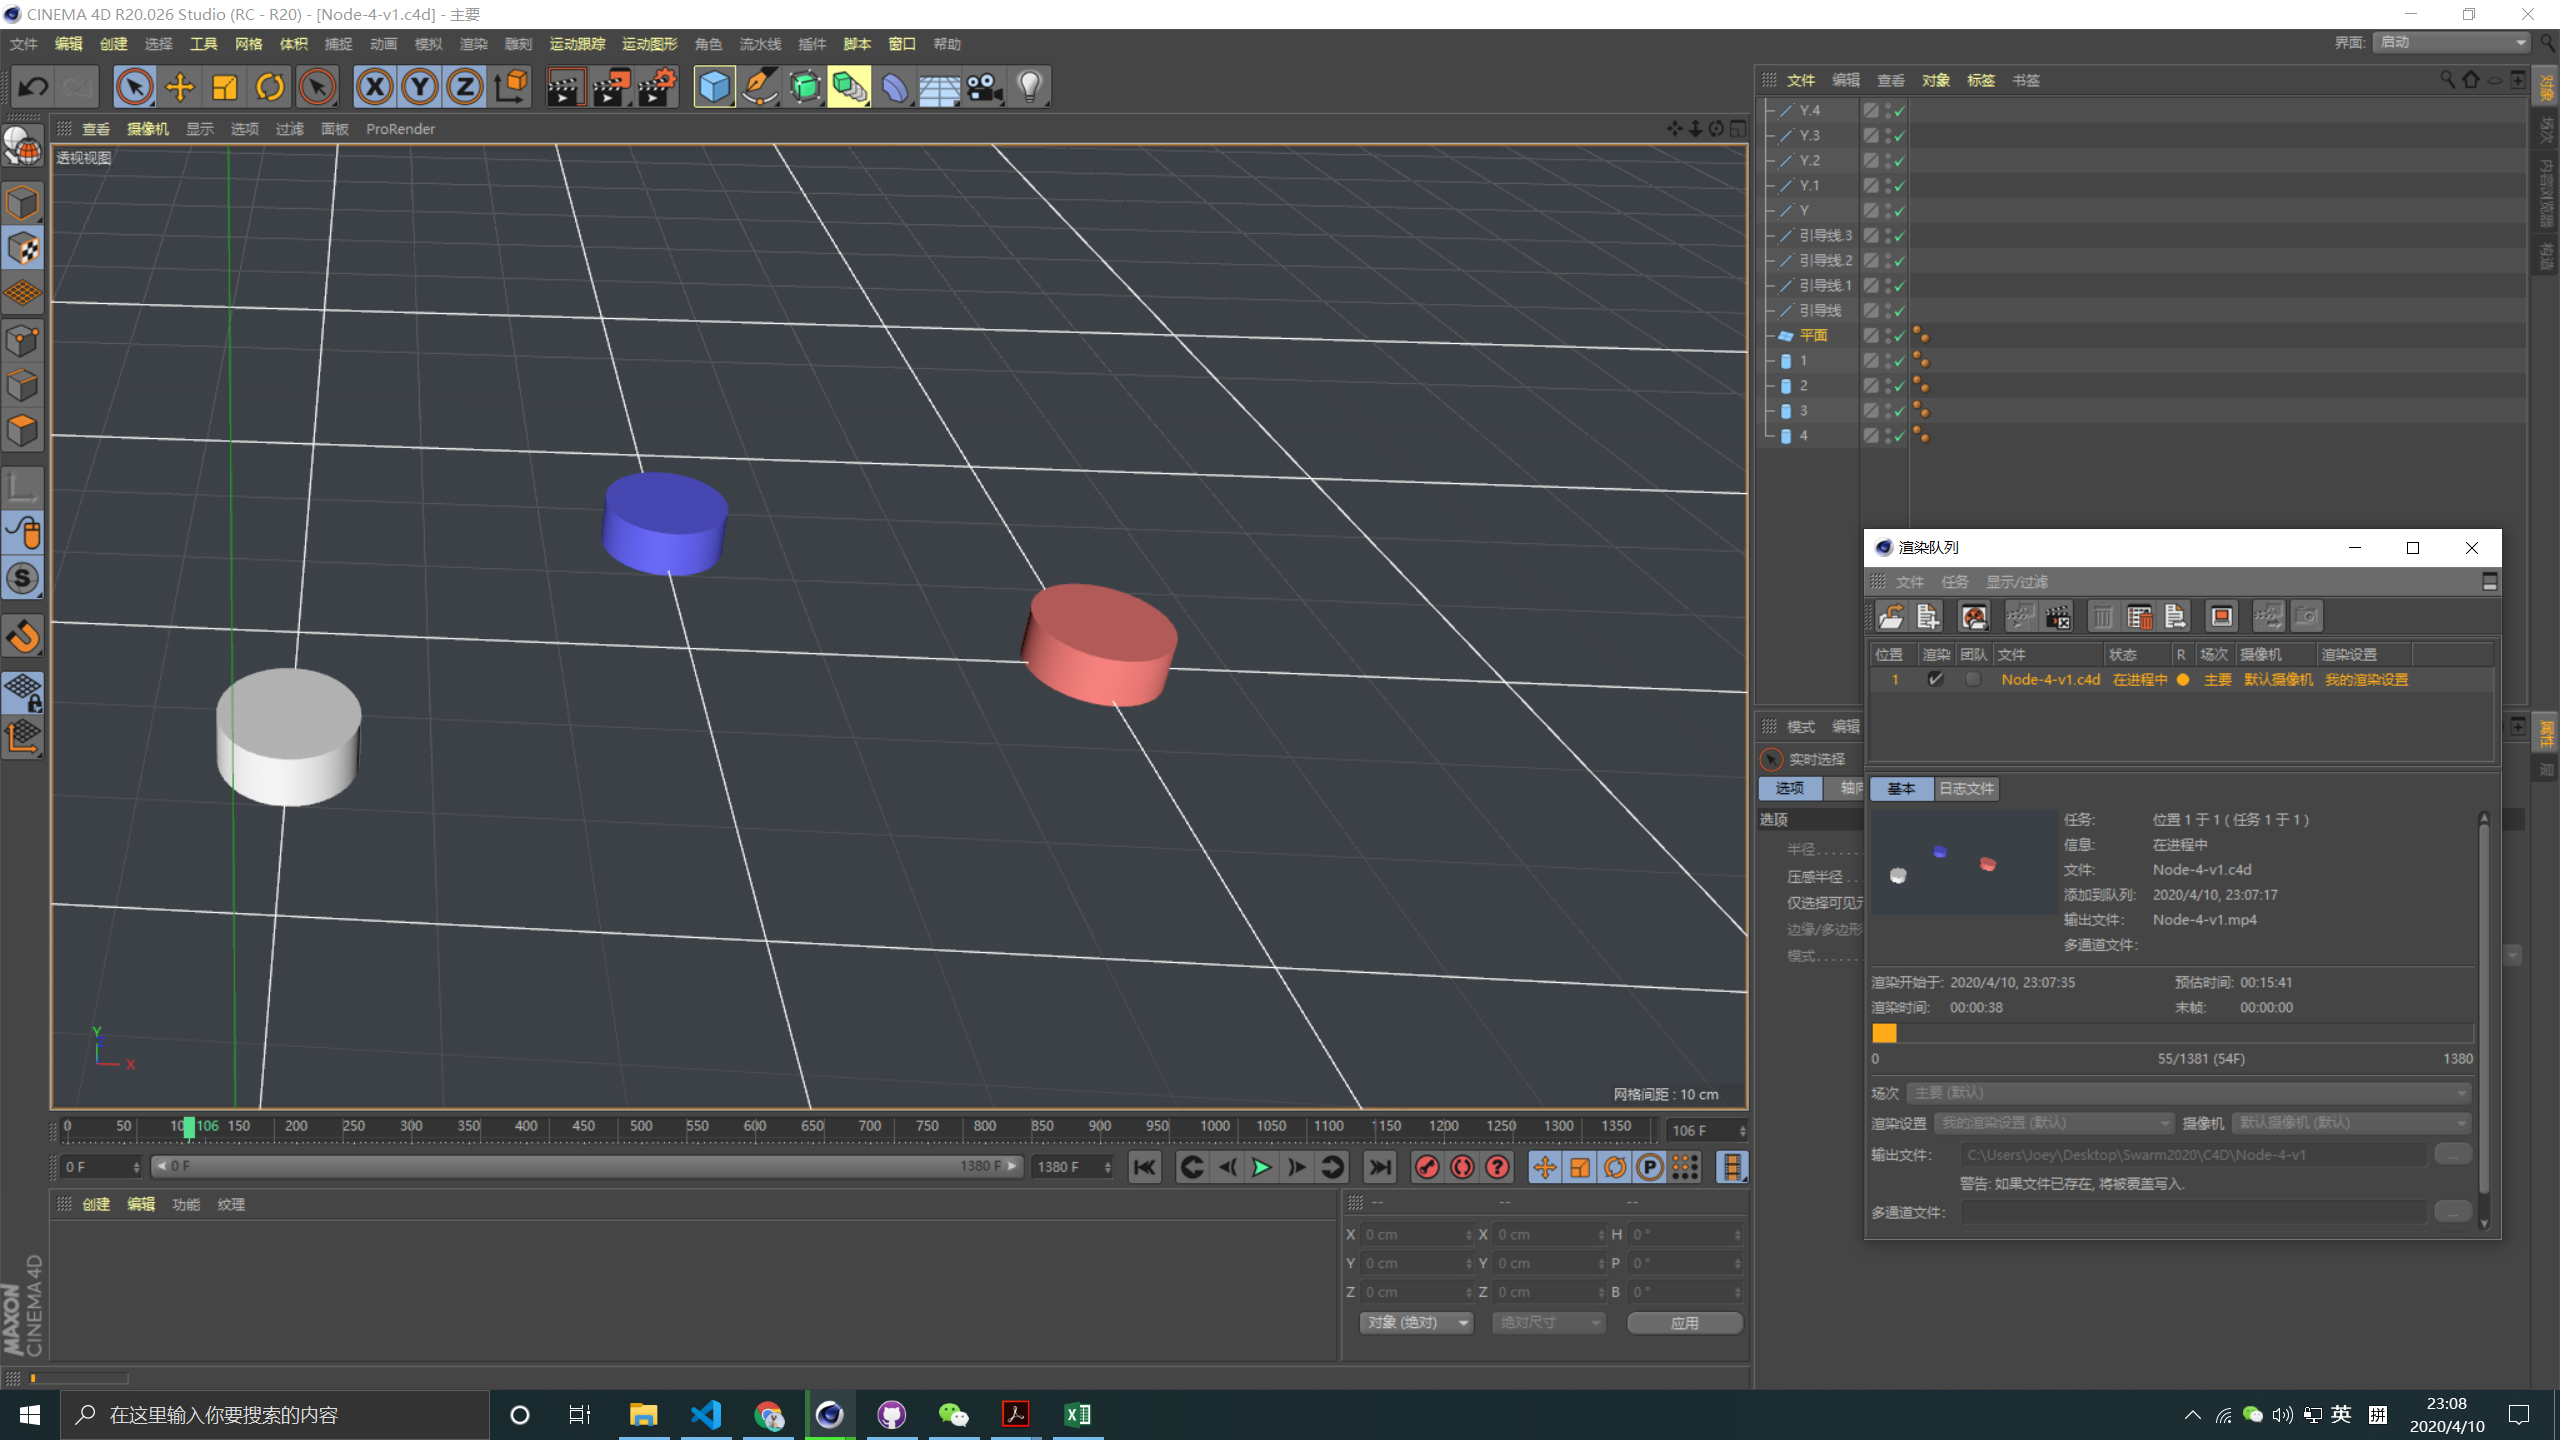 CINEMA 4D R20.026 Studio (RC - R20) - [Node-4-v1.c4d] - 主要
文件 编辑 创建 选择 工具 网格 体积 捕捉 动画 模拟 渲染 雕刻 运动跟踪 运动图形 角色 流水线 插件 脚本 窗口 帮助
界面: 启动
查看 摄像机 显示 选项 过滤 面板 ProRender
透视视图
网格间距 : 10 cm
Y
Z
X
文件 编辑 查看 对象 标签 书签
Y.4
Y.3
Y.2
Y.1
Y
引导线.3
引导线.2
引导线.1
引导线
平面
1
2
3
4
对象
场次
内容浏览器
构造
属性
层
模式 编辑
实时选择
选项 轴向
选项
半径
压感半径
仅选择可见元
边缘/多边形
模式
渲染队列
文件 任务 显示/过滤
位置 渲染 团队 文件 状态 R 场次 摄像机 渲染设置
1 Node-4-v1.c4d 在进程中 主要 默认摄像机 我的渲染设置
基本 日志文件
任务: 位置 1 于 1 ( 任务 1 于 1 )
信息: 在进程中
文件: Node-4-v1.c4d
添加到队列: 2020/4/10, 23:07:17
输出文件: Node-4-v1.mp4
多通道文件:
渲染开始于: 2020/4/10, 23:07:35 预估时间: 00:15:41
渲染时间: 00:00:38 末帧: 00:00:00
0 55/1381 (54F) 1380
场次 主要 (默认)
渲染设置 我的渲染设置 (默认) 摄像机 默认摄像机 (默认)
输出文件: C:\Users\Joey\Desktop\Swarm2020\C4D\Node-4-v1 ...
警告: 如果文件已存在, 将被覆盖写入.
多通道文件: ...
0 50 10 106 150 200 250 300 350 400 450 500 550 600 650 700 750 800 850 900 950 1000 1050 1100 1150 1200 1250 1300 1350 106 F
0 F 0 F 1380 F 1380 F
创建 编辑 功能 纹理
-- -- --
X 0 cm X 0 cm H 0 °
Y 0 cm Y 0 cm P 0 °
Z 0 cm Z 0 cm B 0 °
对象 (绝对) 绝对尺寸 应用
MAXON
CINEMA 4D
在这里输入你要搜索的内容
英 拼
23:08
2020/4/10